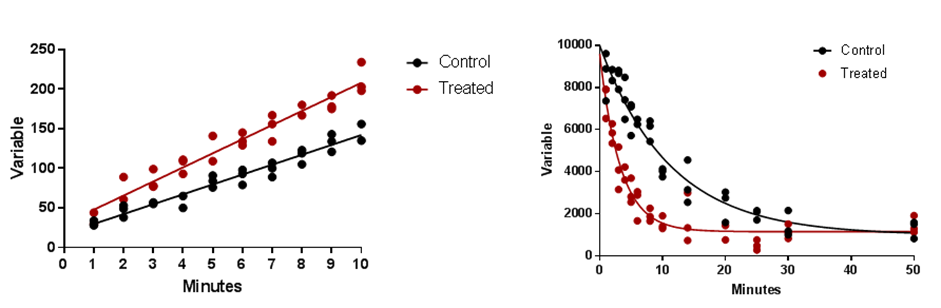 250
200
150
100
50
0
Variable
0 1 2 3 4 5 6 7 8 9 10
Minutes
Control
Treated
10000
8000
6000
4000
2000
0
Variable
0 10 20 30 40 50
Minutes
Control
Treated